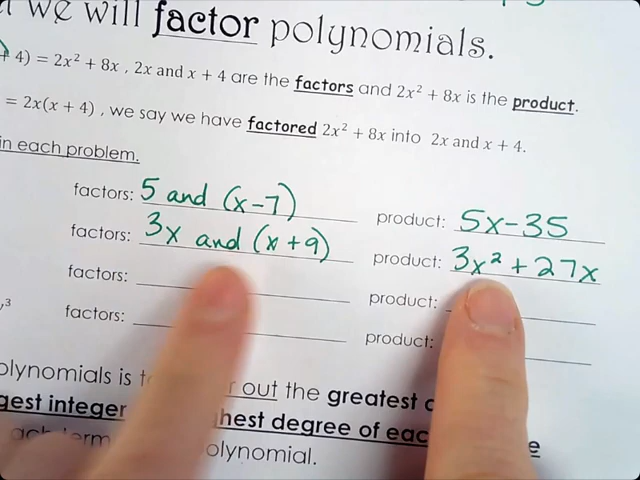 we will factor polynomials.
4) = 2x² + 8x , 2x and x + 4 are the factors and 2x² + 8x is the product.
= 2x(x + 4) , we say we have factored 2x² + 8x into 2x and x + 4.
in each problem.
factors: 5 and (x-7) product: 5x-35
factors: 3x and (x+9) product: 3x² + 27x
factors: product:
factors: product:
olynomials is out the greatest
gest integer hest degree of eac
olynomial.